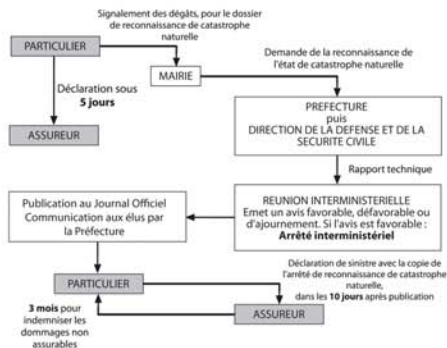 Signalement des dégâts, pour le dossier
de reconnaissance de catastrophe
naturelle
PARTICULIER
Demande de la reconnaissance de
l'état de catastrophe naturelle
MAIRIE
Déclaration sous
5 jours
ASSUREUR
PREFECTURE
puis
DIRECTION DE LA DEFENSE ET DE LA
SECURITE CIVILE
Rapport technique
REUNION INTERMINISTERIELLE
Emet un avis favorable, défavorable ou
d'ajournement. Si l'avis est favorable :
Arrêté interministériel
Publication au Journal Officiel
Communication aux élus par
la Préfecture
Déclaration de sinistre avec la copie de
l'arrêté de reconnaissance de catastrophe
naturelle,
dans les 10 jours après publication
PARTICULIER
3 mois pour
indemniser les
dommages non
assurables
ASSUREUR